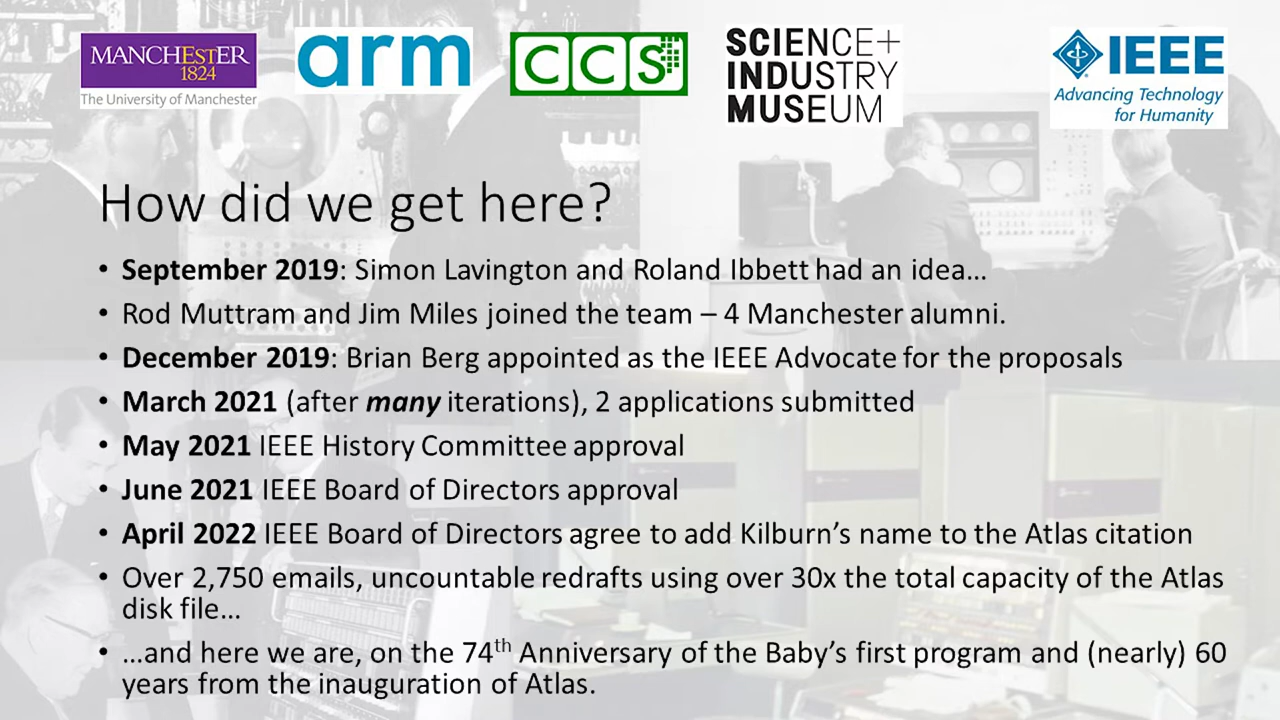 MANCHESTER
1824
The University of Manchester
arm
CCS
SCIENCE+
INDUSTRY
MUSEUM
IEEE
Advancing Technology
for Humanity
How did we get here?
• September 2019: Simon Lavington and Roland Ibbett had an idea…
• Rod Muttram and Jim Miles joined the team – 4 Manchester alumni.
• December 2019: Brian Berg appointed as the IEEE Advocate for the proposals
• March 2021 (after many iterations), 2 applications submitted
• May 2021 IEEE History Committee approval
• June 2021 IEEE Board of Directors approval
• April 2022 IEEE Board of Directors agree to add Kilburn’s name to the Atlas citation
• Over 2,750 emails, uncountable redrafts using over 30x the total capacity of the Atlas
disk file…
• …and here we are, on the 74th Anniversary of the Baby’s first program and (nearly) 60
years from the inauguration of Atlas.